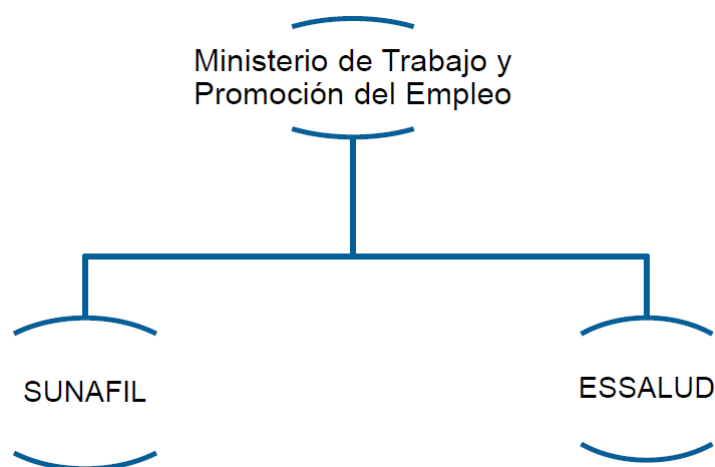 Ministerio de Trabajo y
Promoción del Empleo
SUNAFIL
ESSALUD